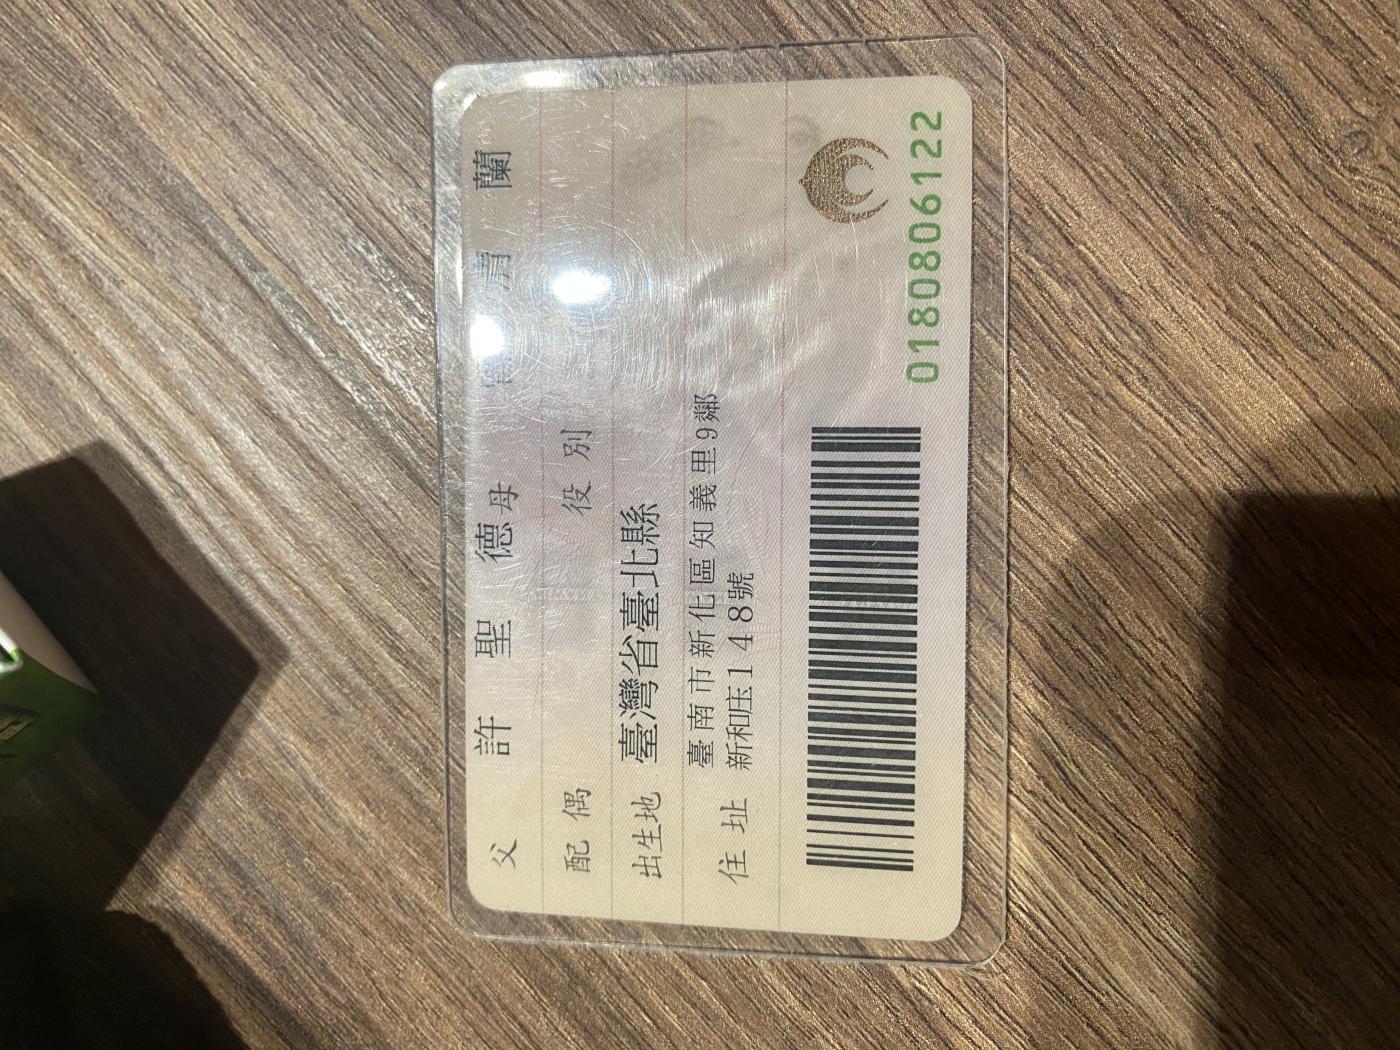 父 許聖德 母 青蘭
配偶 役別
出生地 臺灣省臺北縣
住址 臺南市新化區知義里9鄰
新和庄148號
0180806122